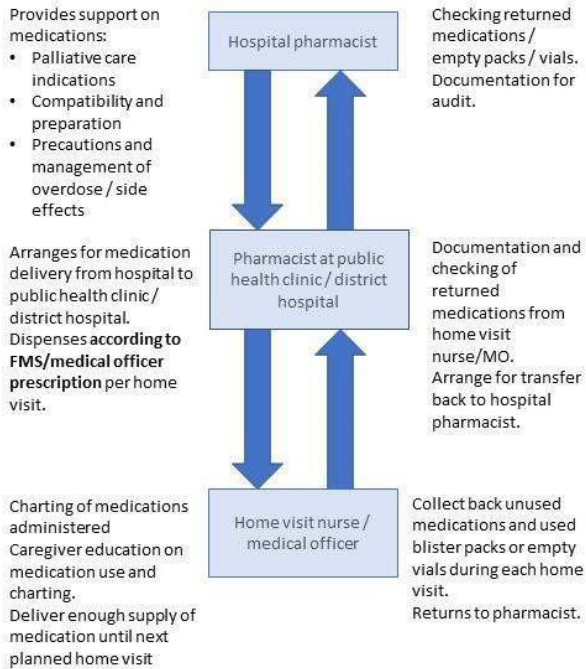 Provides support on
medications:
• Palliative care
indications
• Compatibility and
preparation
• Precautions and
management of
overdose / side
effects
Hospital pharmacist
Checking returned
medications /
empty packs / vials.
Documentation for
audit.
Arranges for medication
delivery from hospital to
public health clinic /
district hospital.
Dispenses according to
FMS/medical officer
prescription per home
visit.
Pharmacist at public
health clinic / district
hospital
Documentation and
checking of
returned
medications from
home visit
nurse/MO.
Arrange for transfer
back to hospital
pharmacist.
Charting of medications
administered
Caregiver education on
medication use and
charting.
Deliver enough supply of
medication until next
planned home visit
Home visit nurse /
medical officer
Collect back unused
medications and used
blister packs or empty
vials during each home
visit.
Returns to pharmacist.